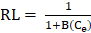 RL = 1/(1+B(Cₑ))